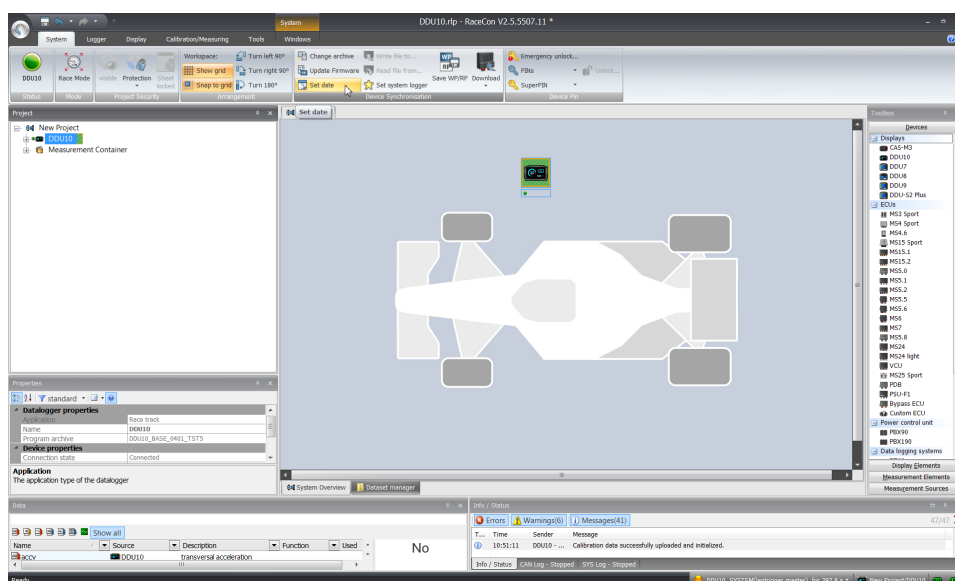 System
DDU10.rlp - RaceCon V2.5.5507.11 *
System Logger Display Calibration/Measuring Tools Windows
Workspace: Turn left 90° Change archive Write file to... Emergency unlock...
Show grid Turn right 90° Update Firmware Read file from... PINs Unlock...
Snap to grid Turn 180° Set date Set system logger SuperPIN
DDU10 Race Mode visible Protection Sheet locked Save WP/RP Download
Status Mode Project Security Arrangement Device Synchronisation Device Pin
Project
Set date
Toolbox
New Project
DDU10
Measurement Container
Devices
Displays
CAS-M3
DDU10
DDU7
DDU8
DDU9
DDU-S2 Plus
ECUs
MS3 Sport
MS4 Sport
MS4.6
MS15 Sport
MS15.1
MS15.2
MS5.0
MS5.1
MS5.2
MS5.5
MS5.6
MS6
MS7
MS5.8
MS24
MS24 light
VCU
MS25 Sport
PDB
PSU-F1
Bypass ECU
Custom ECU
Power control unit
PBX90
PBX190
Data logging systems
Display Elements
Measurement Elements
Measurement Sources
Properties
standard
Datalogger properties
Application Race track
Name DDU10
Program archive DDU10_BASE_0401_TST5
Device properties
Connection state Connected
Application
The application type of the datalogger
System Overview Dataset manager
Data
Show all
Name Source Description Function Used
accv DDU10 transversal acceleration
No
Info / Status
Errors Warnings(6) Messages(41) 47/47
T... Time Sender Message
10:51:11 DDU10 - ... Calibration data successfully uploaded and initialized.
Info / Status CAN Log - Stopped SYS Log - Stopped
Ready